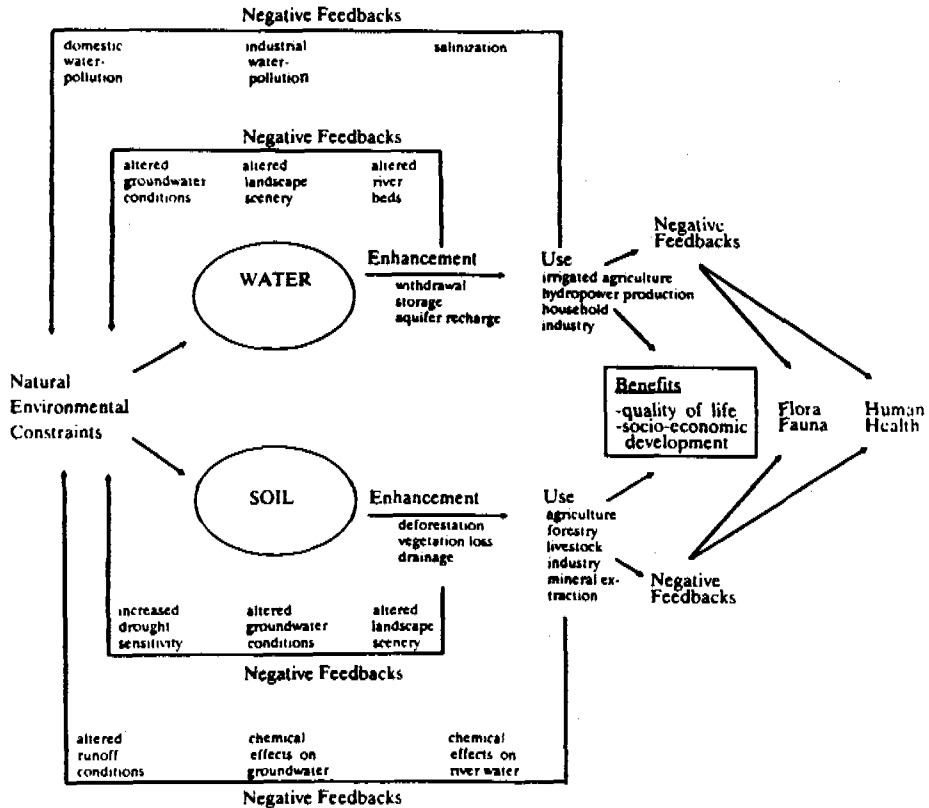 Negative Feedbacks
domestic
water-
pollution
industrial
water-
pollution
salinization
Negative Feedbacks
altered
groundwater
conditions
altered
landscape
scenery
altered
river
beds
WATER
Enhancement
withdrawal
storage
aquifer recharge
Use
irrigated agriculture
hydropower production
household
industry
Negative
Feedbacks
Natural
Environmental
Constraints
Benefits
-quality of life
-socio-economic
development
Flora
Fauna
Human
Health
SOIL
Enhancement
deforestation
vegetation loss
drainage
Use
agriculture
forestry
livestock
industry
mineral ex-
traction
Negative
Feedbacks
increased
drought
sensitivity
altered
groundwater
conditions
altered
landscape
scenery
Negative Feedbacks
altered
runoff
conditions
chemical
effects on
groundwater
chemical
effects on
river water
Negative Feedbacks